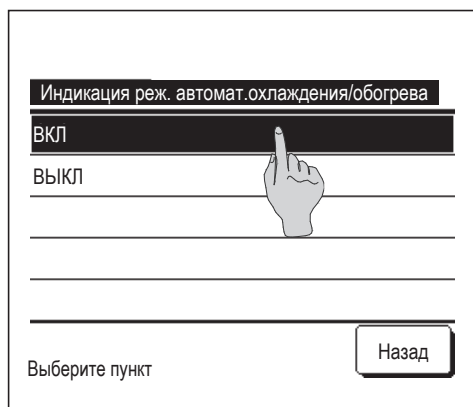 Индикация реж. автомат.охлаждения/обогрева
ВКЛ
ВЫКЛ
Назад
Выберите пункт